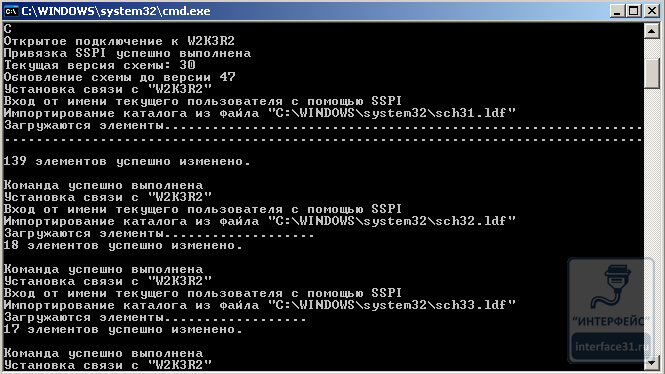 C:\WINDOWS\system32\cmd.exe
C
Открытое подключение к W2K3R2
Привязка SSPI успешно выполнена
Текущая версия схемы: 30
Обновление схемы до версии 47
Установка связи с "W2K3R2"
Вход от имени текущего пользователя с помощью SSPI
Импортирование каталога из файла "C:\WINDOWS\system32\sch31.ldf"
Загружаются элементы............................................................
................................................................................
139 элементов успешно изменено.
Команда успешно выполнена
Установка связи с "W2K3R2"
Вход от имени текущего пользователя с помощью SSPI
Импортирование каталога из файла "C:\WINDOWS\system32\sch32.ldf"
Загружаются элементы...................
18 элементов успешно изменено.
Команда успешно выполнена
Установка связи с "W2K3R2"
Вход от имени текущего пользователя с помощью SSPI
Импортирование каталога из файла "C:\WINDOWS\system32\sch33.ldf"
Загружаются элементы..................
17 элементов успешно изменено.
Команда успешно выполнена
Установка связи с "W2K3R2"
"ИНТЕРФЕЙС"
interface31.ru